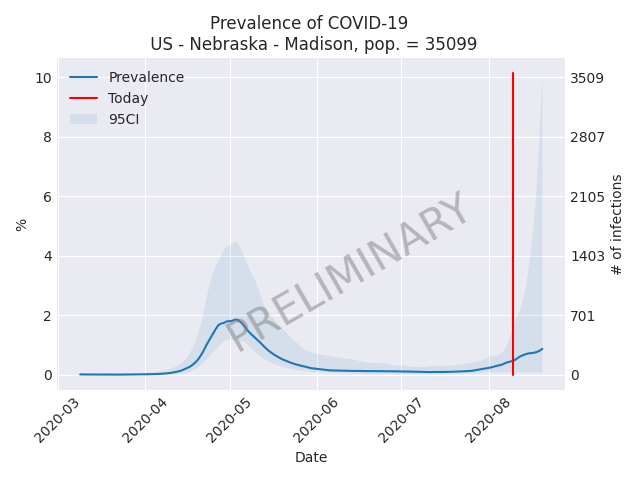 Prevalence of COVID-19
US - Nebraska - Madison, pop. = 35099
Prevalence
Today
95CI
PRELIMINARY
%
10
8
6
4
2
0
3509
2807
2105
1403
701
0
# of infections
2020-03
2020-04
2020-05
2020-06
2020-07
2020-08
Date